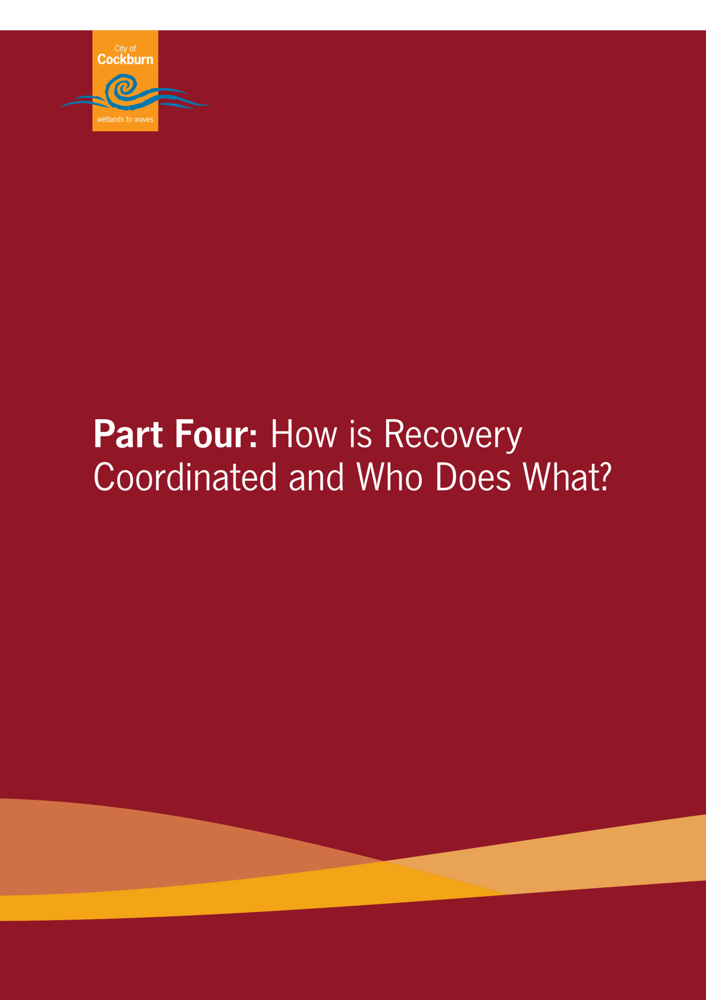 City of
Cockburn
wetlands to waves
Part Four: How is Recovery
Coordinated and Who Does What?